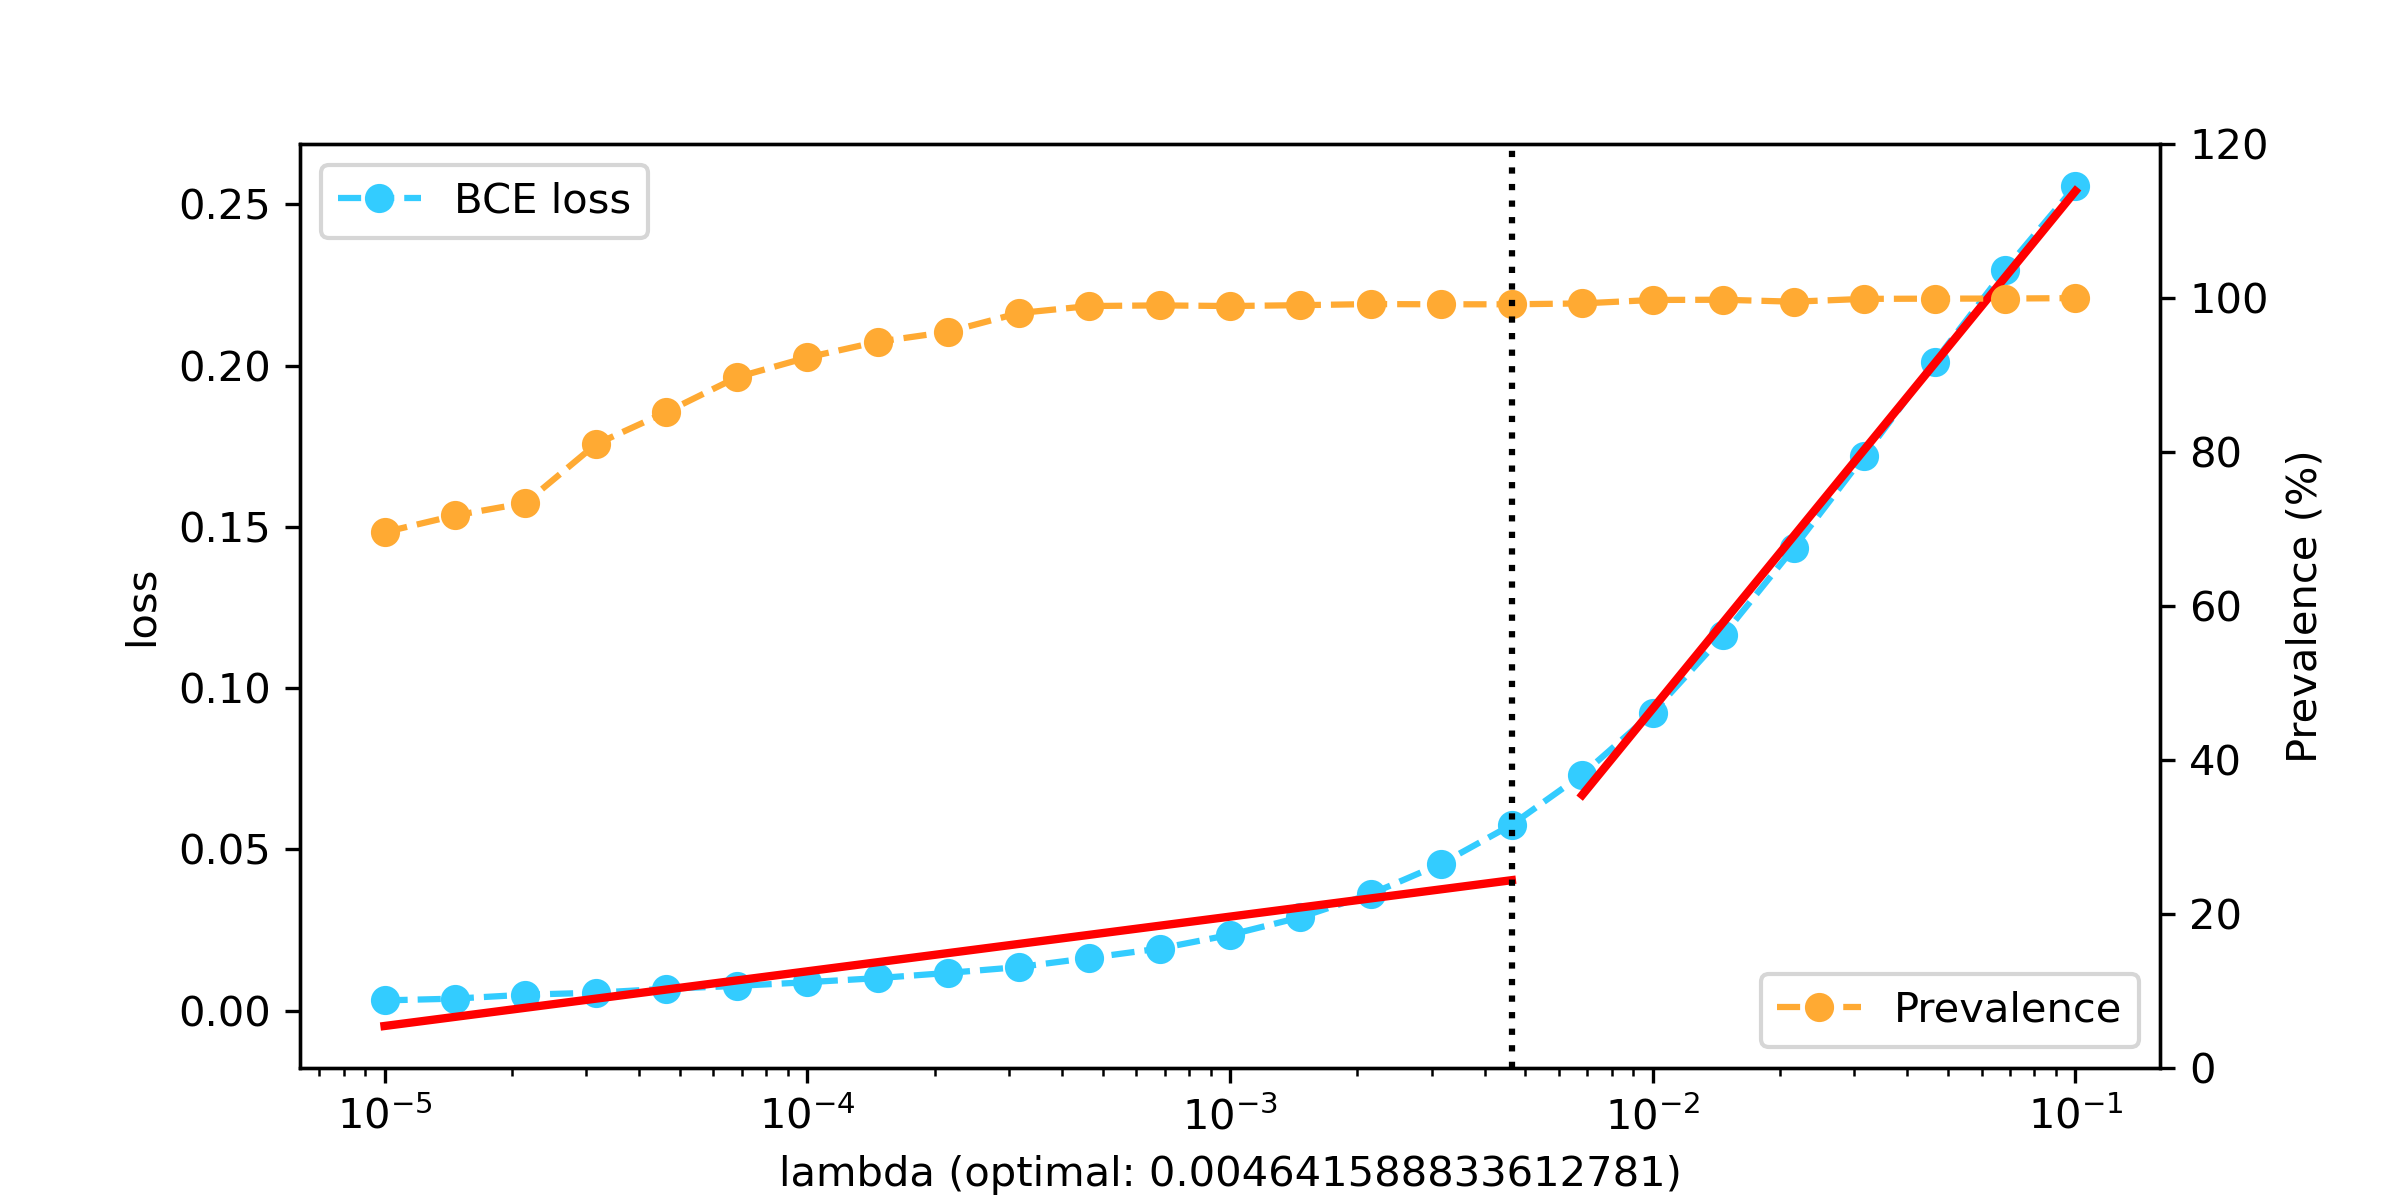 BCE loss
Prevalence
0.25
0.20
0.15
0.10
0.05
0.00
loss
120
100
80
60
40
20
0
Prevalence (%)
10⁻⁵ 10⁻⁴ 10⁻³ 10⁻² 10⁻¹
lambda (optimal: 0.004641588833612781)